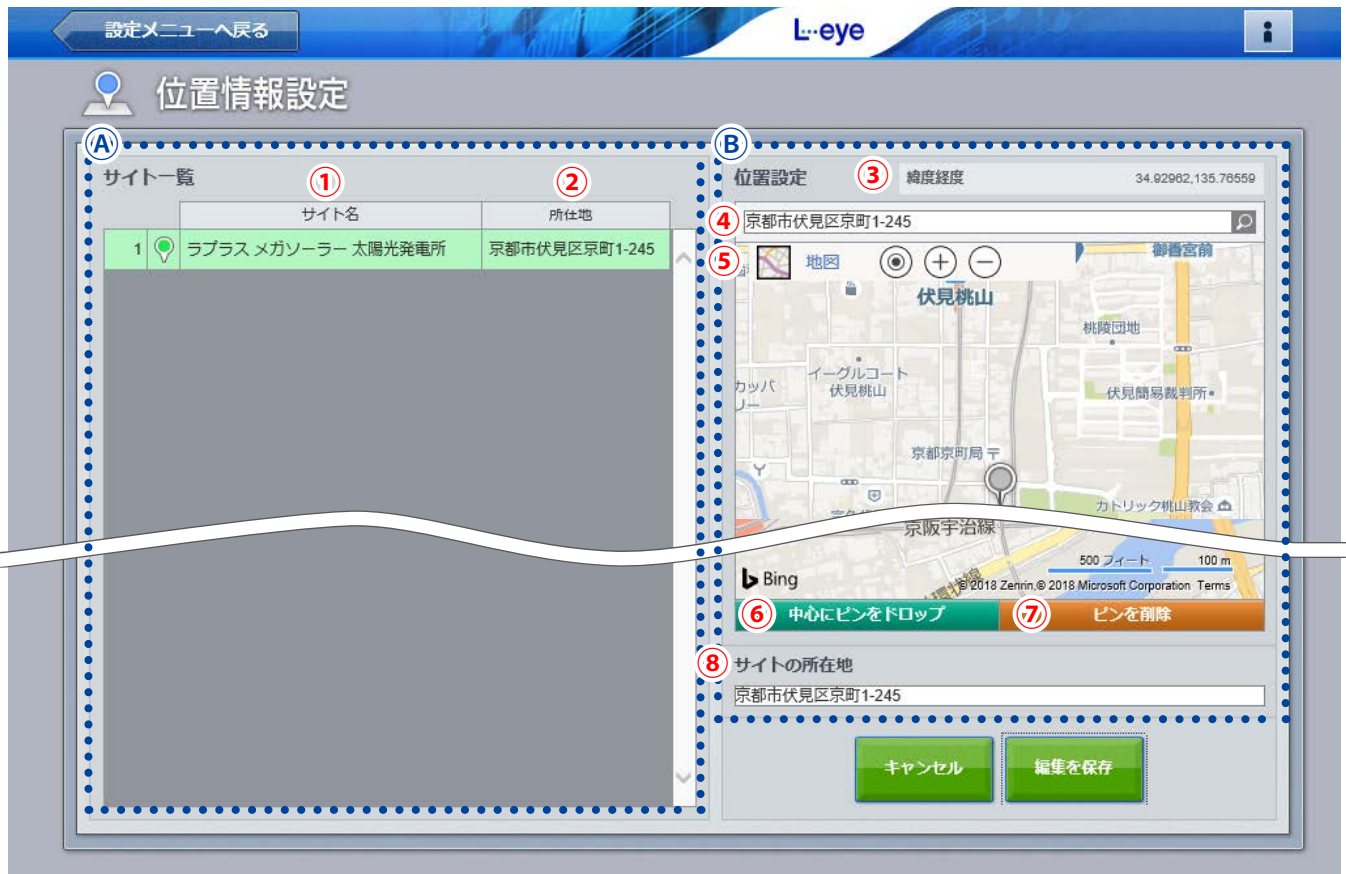 設定メニューへ戻る
L・・eye
位置情報設定
Ⓐ
サイト一覧
①
②
サイト名
所在地
1
ラプラス メガソーラー 太陽光発電所
京都市伏見区京町1-245
Ⓑ
位置設定
③
緯度経度
34.92962,135.76559
④
京都市伏見区京町1-245
⑤
地図
御香宮前
伏見桃山
桃陵団地
イーグルコート
伏見桃山
カッパ
リー
伏見簡易裁判所
京都京町局
カトリック桃山教会
京阪宇治線
500 フィート
100 m
Bing
© 2018 Zenrin,© 2018 Microsoft Corporation Terms
⑥
中心にピンをドロップ
⑦
ピンを削除
⑧
サイトの所在地
京都市伏見区京町1-245
キャンセル
編集を保存